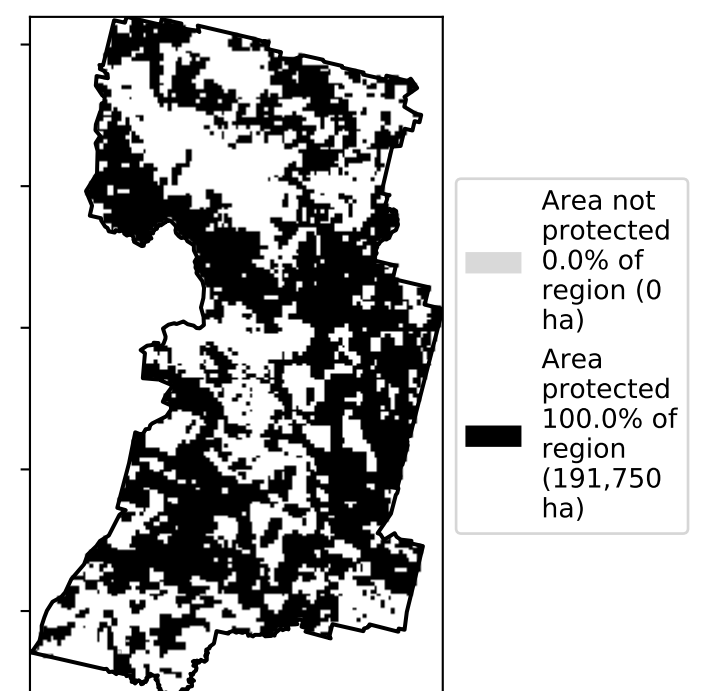 Area not
protected
0.0% of
region (0
ha)
Area
protected
100.0% of
region
(191,750
ha)